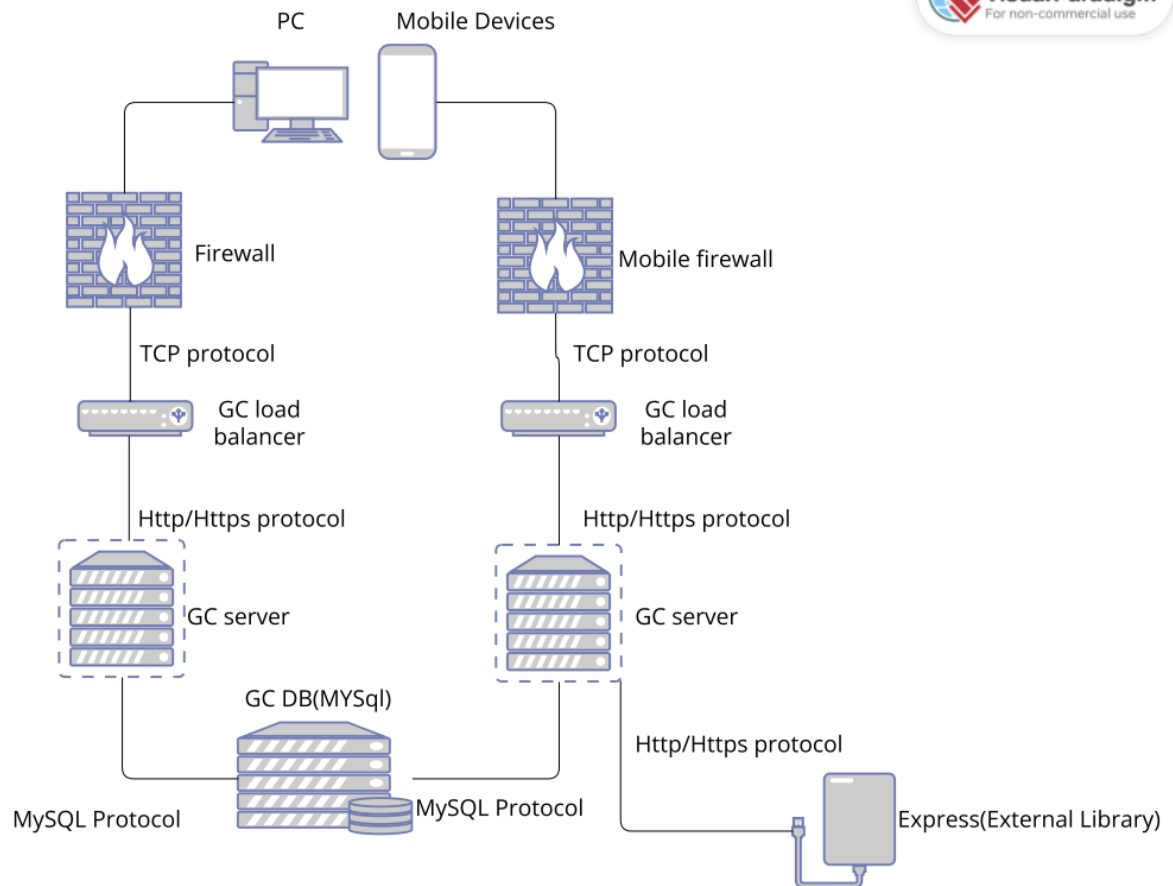 For non-commercial use
PC
Mobile Devices
Firewall
Mobile firewall
TCP protocol
TCP protocol
GC load
balancer
GC load
balancer
Http/Https protocol
Http/Https protocol
GC server
GC server
GC DB(MYSql)
Http/Https protocol
MySQL Protocol
MySQL Protocol
Express(External Library)